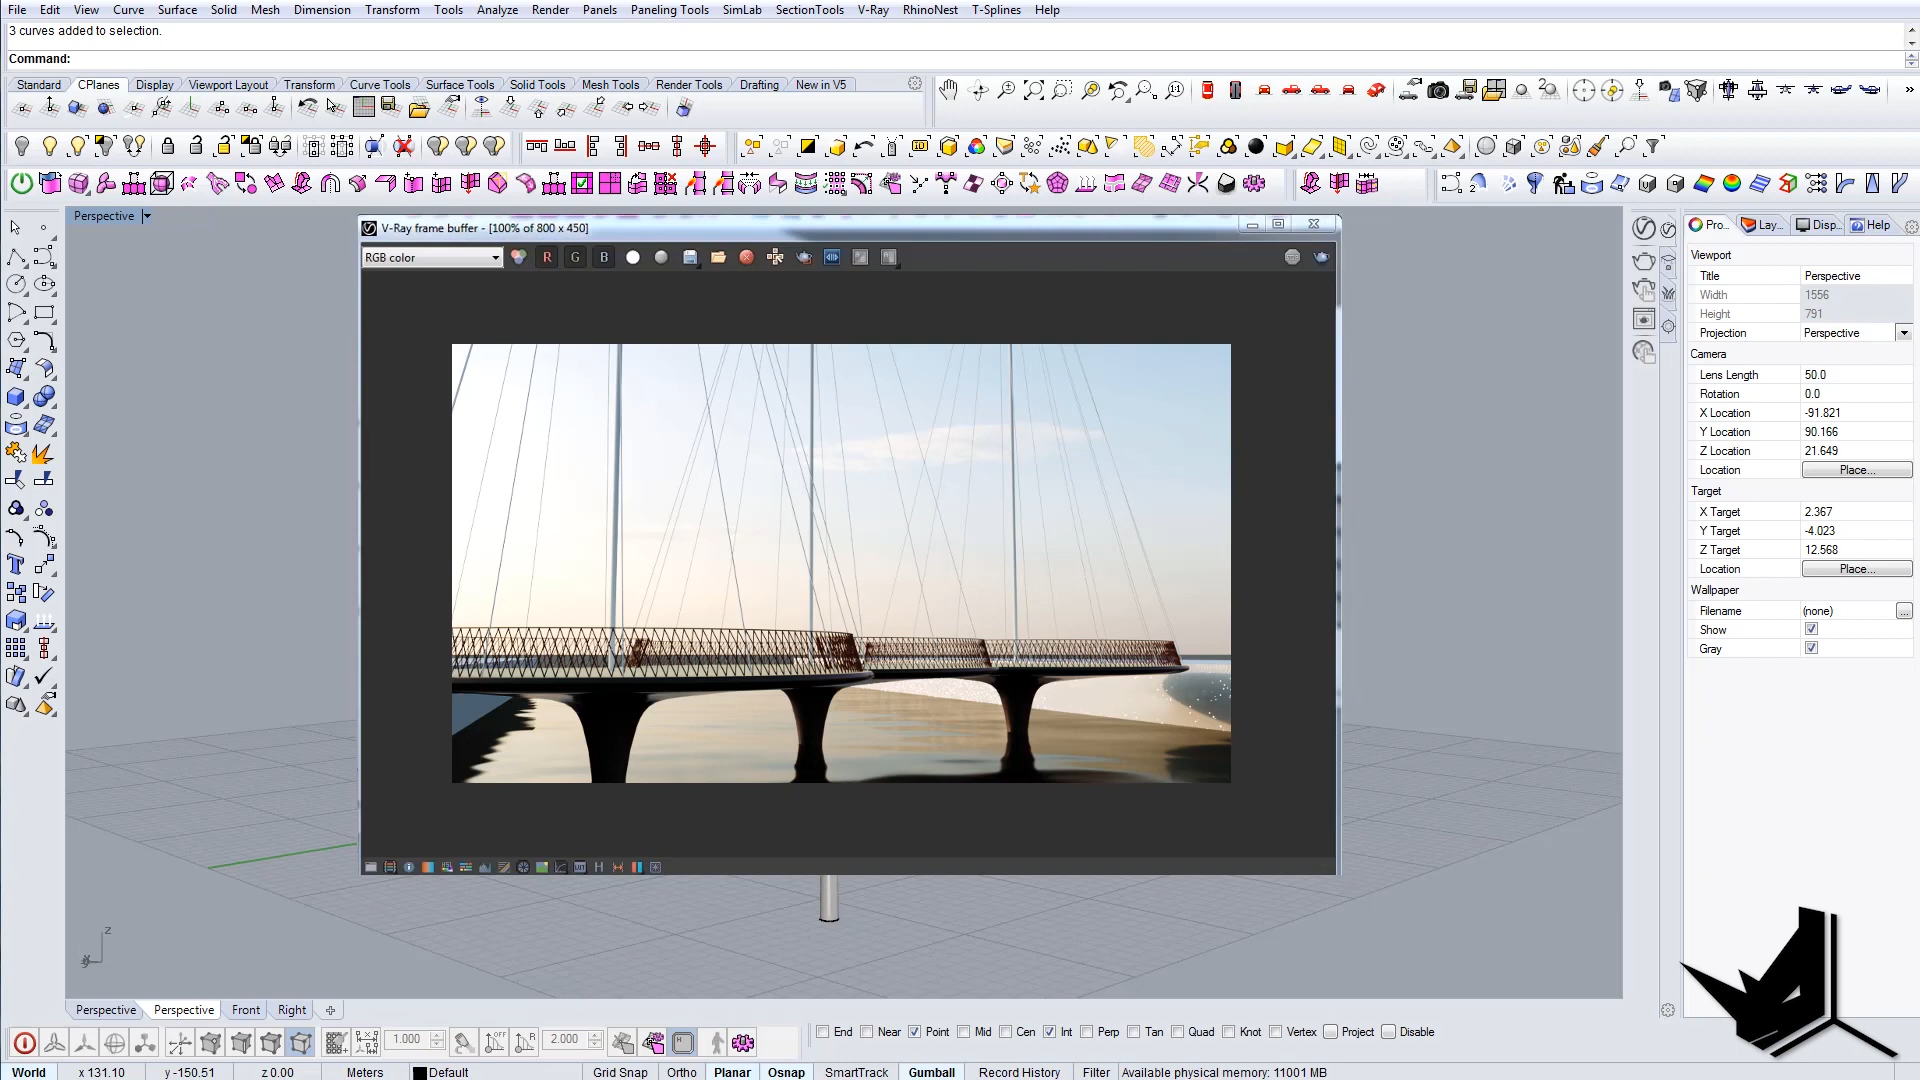 File Edit View Curve Surface Solid Mesh Dimension Transform Tools Analyze Render Panels Paneling Tools SimLab SectionTools V-Ray RhinoNest T-Splines Help
3 curves added to selection.
Command:
Standard CPlanes Display Viewport Layout Transform Curve Tools Surface Tools Solid Tools Mesh Tools Render Tools Drafting New in V5
Perspective
V-Ray frame buffer - [100% of 800 x 450]
RGB color R G B
Pro... Lay... Disp... Help
Viewport
Title Perspective
Width 1556
Height 791
Projection Perspective
Camera
Lens Length 50.0
Rotation 0.0
X Location -91.821
Y Location 90.166
Z Location 21.649
Location Place...
Target
X Target 2.367
Y Target -4.023
Z Target 12.568
Location Place...
Wallpaper
Filename (none) ...
Show
Gray
H
z
Perspective Perspective Front Right
1.000 2.000
End Near Point Mid Cen Int Perp Tan Quad Knot Vertex Project Disable
World x 131.10 y -150.51 z 0.00 Meters Default Grid Snap Ortho Planar Osnap SmartTrack Gumball Record History Filter Available physical memory: 11001 MB